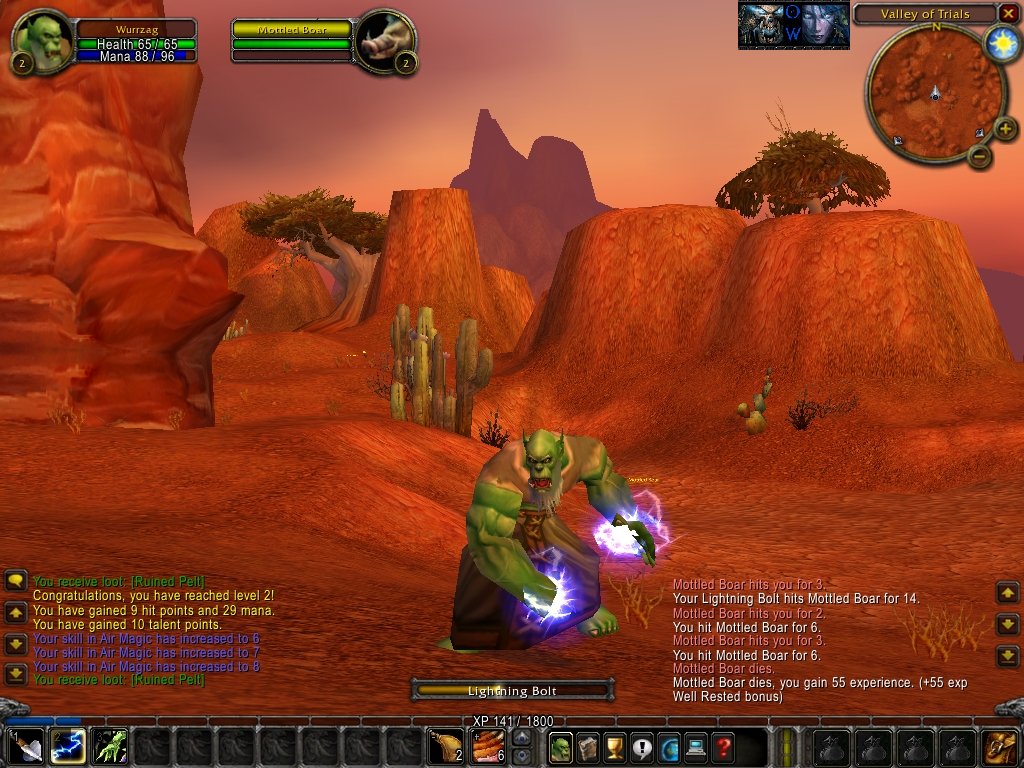 Wurrzag
Health 65 / 65
Mana 88 / 96
2
Mottled Boar
2
W
Valley of Trials
N
Mottled Boar
You receive loot: [Ruined Pelt]
Congratulations, you have reached level 2!
You have gained 9 hit points and 29 mana.
You have gained 10 talent points.
Your skill in Air Magic has increased to 6
Your skill in Air Magic has increased to 7
Your skill in Air Magic has increased to 8
You receive loot: [Ruined Pelt]
Mottled Boar hits you for 3.
Your Lightning Bolt hits Mottled Boar for 14.
Mottled Boar hits you for 2.
You hit Mottled Boar for 6.
Mottled Boar hits you for 3.
You hit Mottled Boar for 6.
Mottled Boar dies.
Mottled Boar dies, you gain 55 experience. (+55 exp
Well Rested bonus)
Lightning Bolt
XP 141 / 1800
1
2
3
2
6